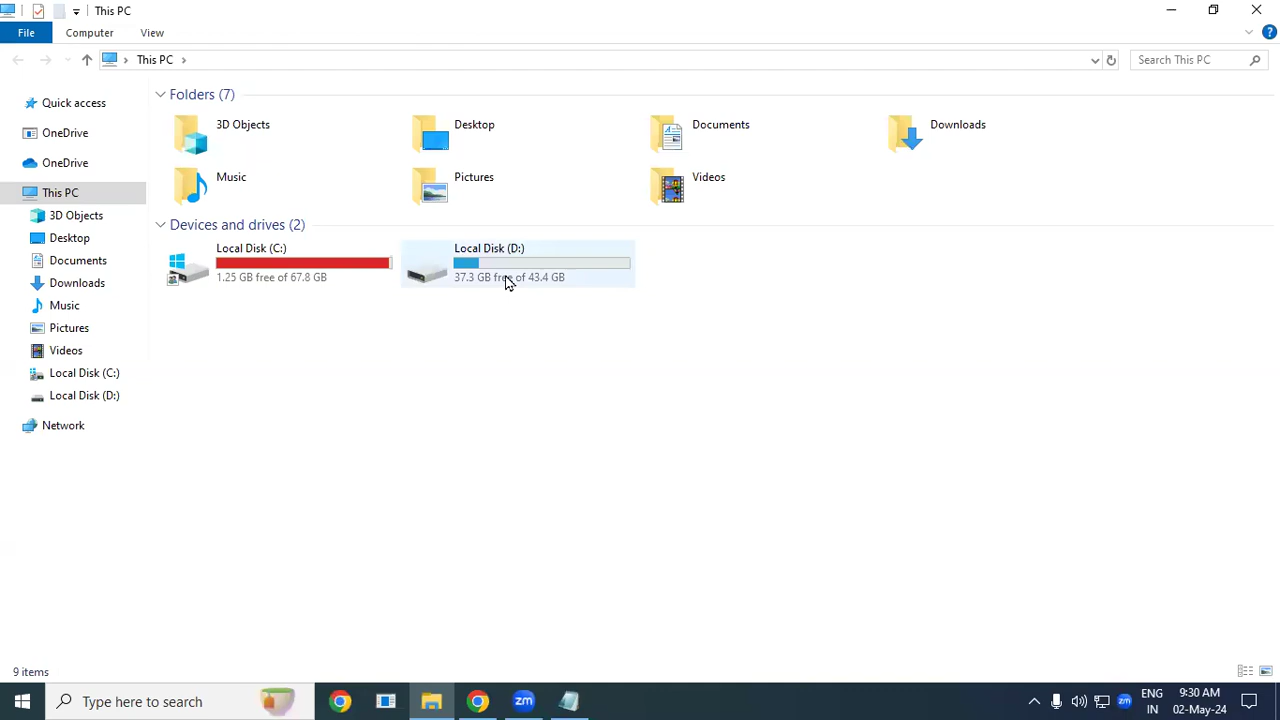 This PC
File Computer View
This PC
Search This PC
Quick access
OneDrive
OneDrive
This PC
3D Objects
Desktop
Documents
Downloads
Music
Pictures
Videos
Local Disk (C:)
Local Disk (D:)
Network
Folders (7)
3D Objects
Desktop
Documents
Downloads
Music
Pictures
Videos
Devices and drives (2)
Local Disk (C:)
1.25 GB free of 67.8 GB
Local Disk (D:)
37.3 GB free of 43.4 GB
9 items
Type here to search
zm
zm
ENG
IN
9:30 AM
02-May-24